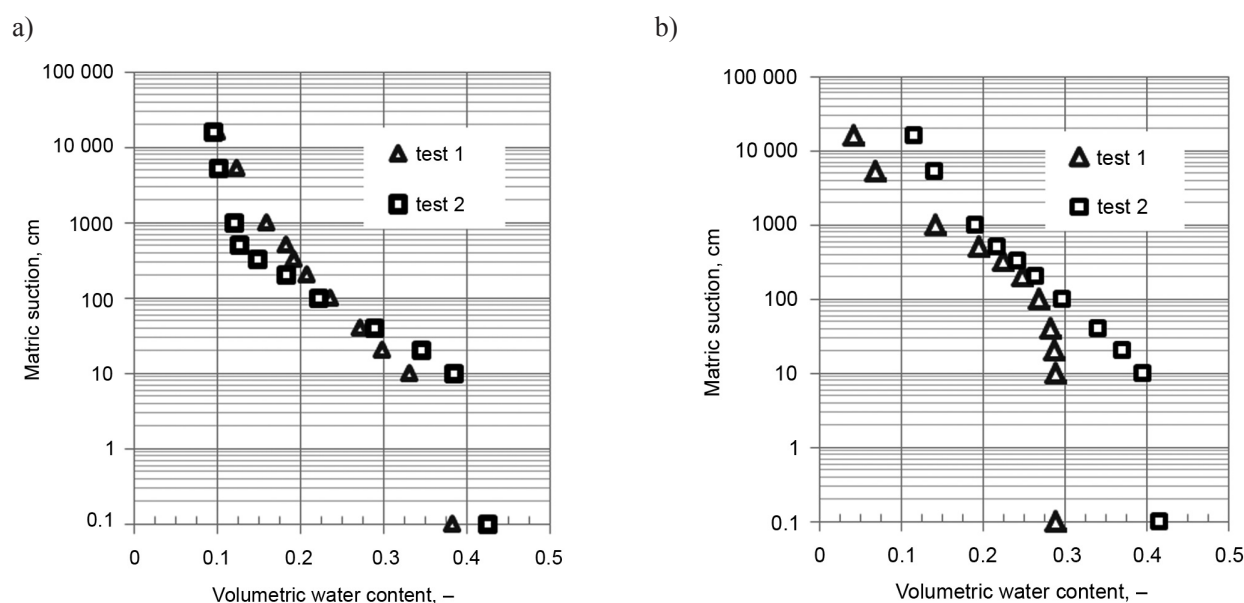 a)
100 000
10 000
1000
100
10
1
0.1
0
0.1
0.2
0.3
0.4
0.5
Matric suction, cm
Volumetric water content, –
test 1
test 2
b)
100 000
10 000
1000
100
10
1
0.1
0
0.1
0.2
0.3
0.4
0.5
Matric suction, cm
Volumetric water content, –
test 1
test 2